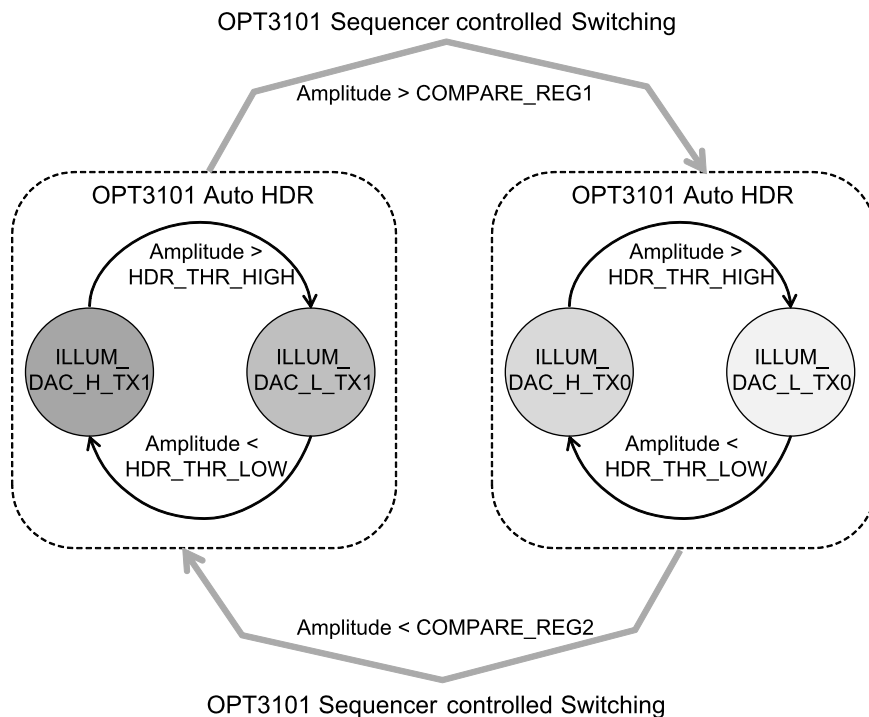 OPT3101 Sequencer controlled Switching
Amplitude > COMPARE_REG1
OPT3101 Auto HDR
Amplitude >
HDR_THR_HIGH
ILLUM_
DAC_H_TX1
ILLUM_
DAC_L_TX1
Amplitude <
HDR_THR_LOW
OPT3101 Auto HDR
Amplitude >
HDR_THR_HIGH
ILLUM_
DAC_H_TX0
ILLUM_
DAC_L_TX0
Amplitude <
HDR_THR_LOW
Amplitude < COMPARE_REG2
OPT3101 Sequencer controlled Switching